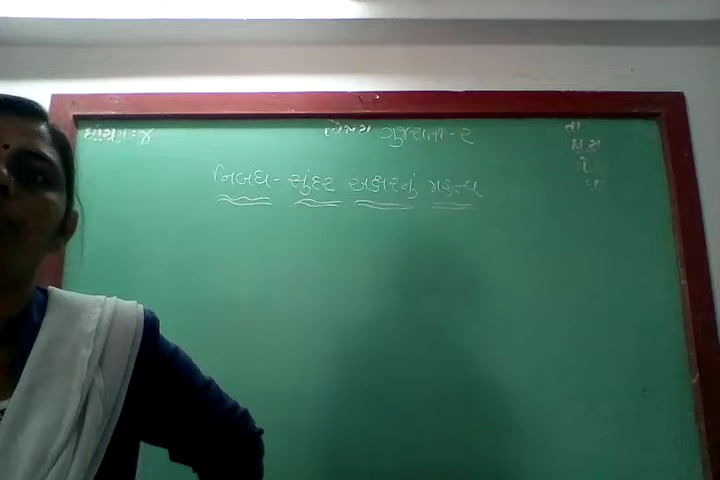 ધોરણ : ૪
વિષય ગુજરાતી - ૨
તા
નિબંધ - સુંદર અક્ષરનું મહત્ત્વ